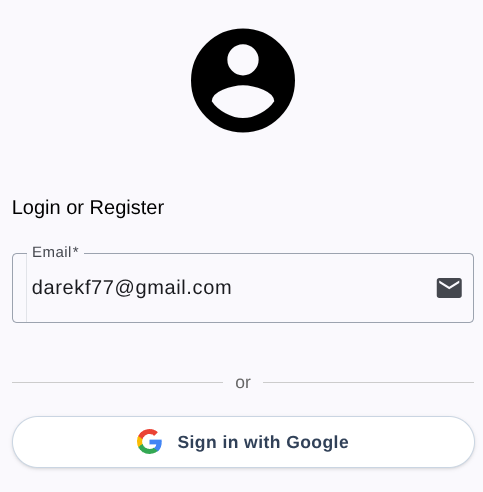 Login or Register
Email*
darekf77@gmail.com
or
Sign in with Google